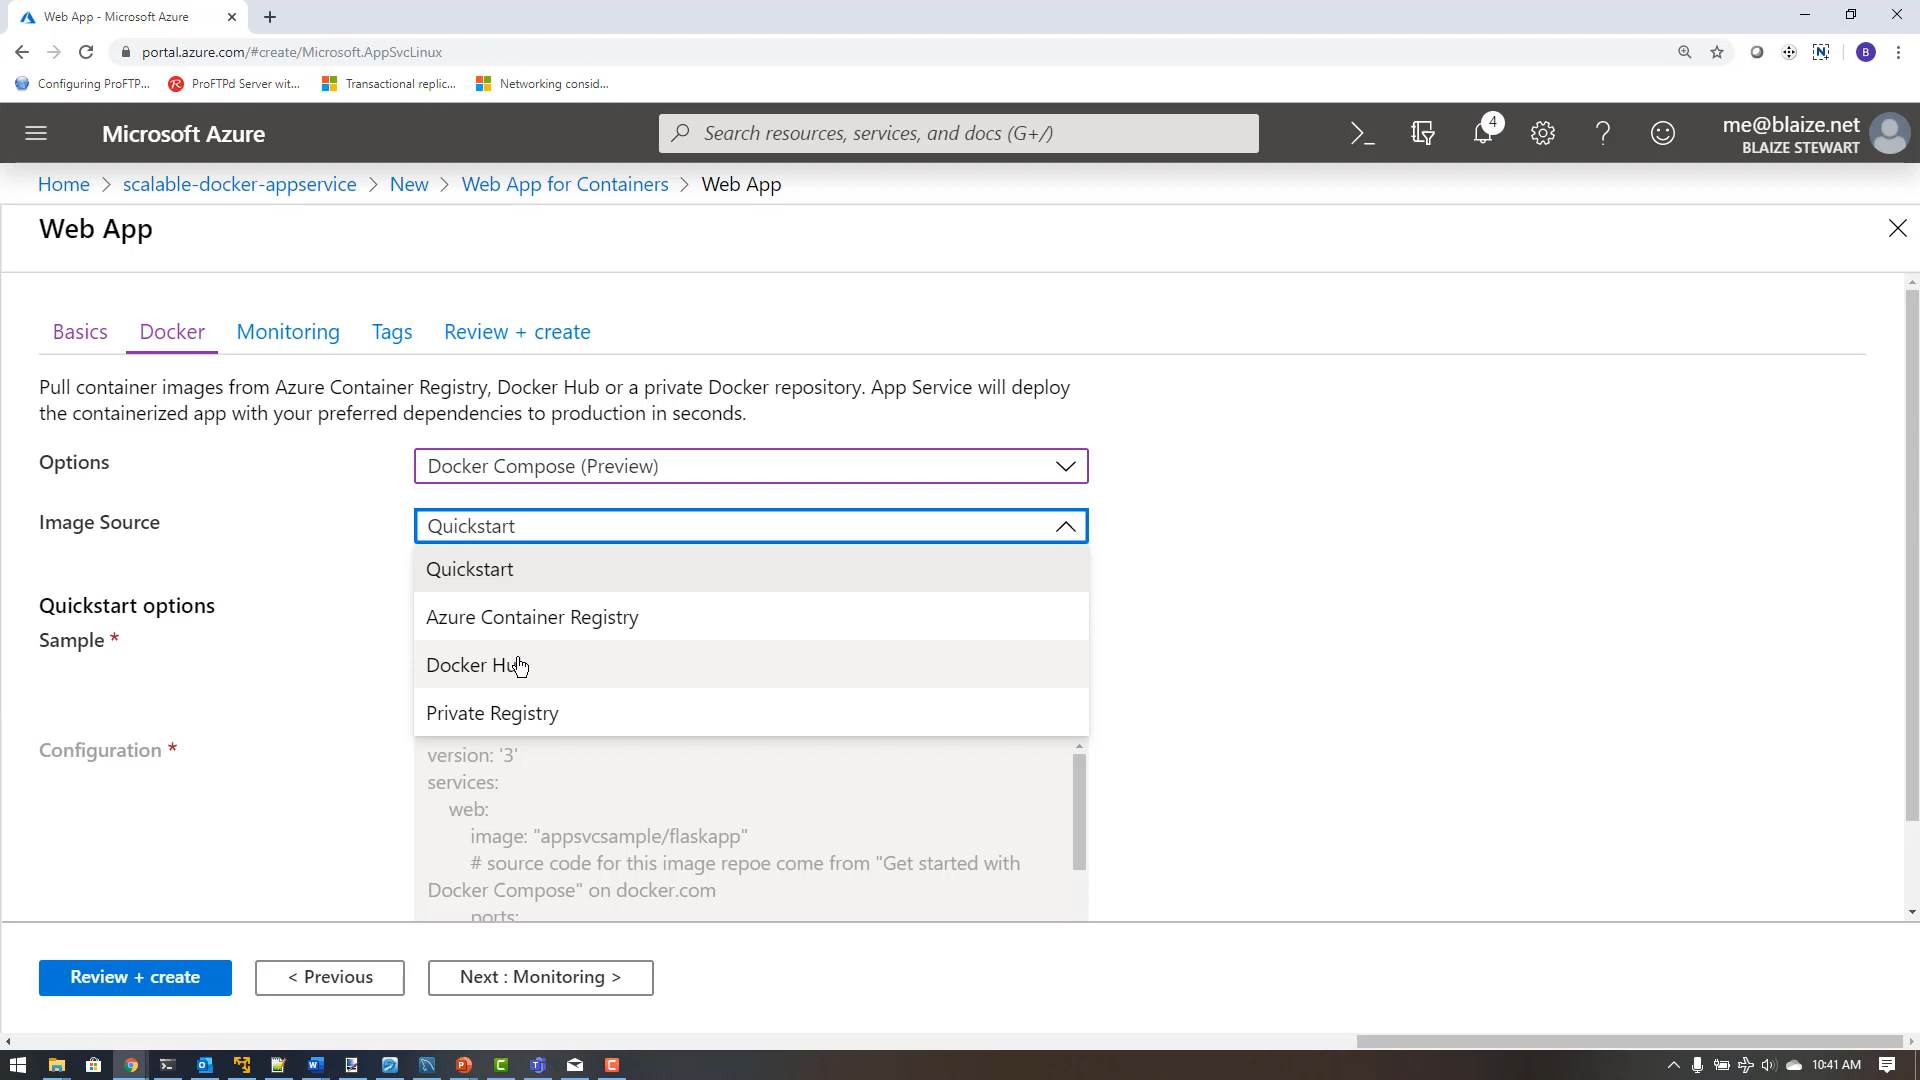 Web App - Microsoft Azure
portal.azure.com/#create/Microsoft.AppSvcLinux
Configuring ProFTP...
ProFTPd Server wit...
Transactional replic...
Networking consid...
Microsoft Azure
Search resources, services, and docs (G+/)
4
me@blaize.net
BLAIZE STEWART
Home > scalable-docker-appservice > New > Web App for Containers > Web App
Web App
Basics Docker Monitoring Tags Review + create
Pull container images from Azure Container Registry, Docker Hub or a private Docker repository. App Service will deploy
the containerized app with your preferred dependencies to production in seconds.
Options
Docker Compose (Preview)
Image Source
Quickstart
Quickstart
Azure Container Registry
Docker Hub
Private Registry
Quickstart options
Sample *
Configuration *
version: '3'
services:
web:
image: "appsvcsample/flaskapp"
# source code for this image repoe come from "Get started with
Docker Compose" on docker.com
ports:
Review + create
< Previous
Next : Monitoring >
10:41 AM